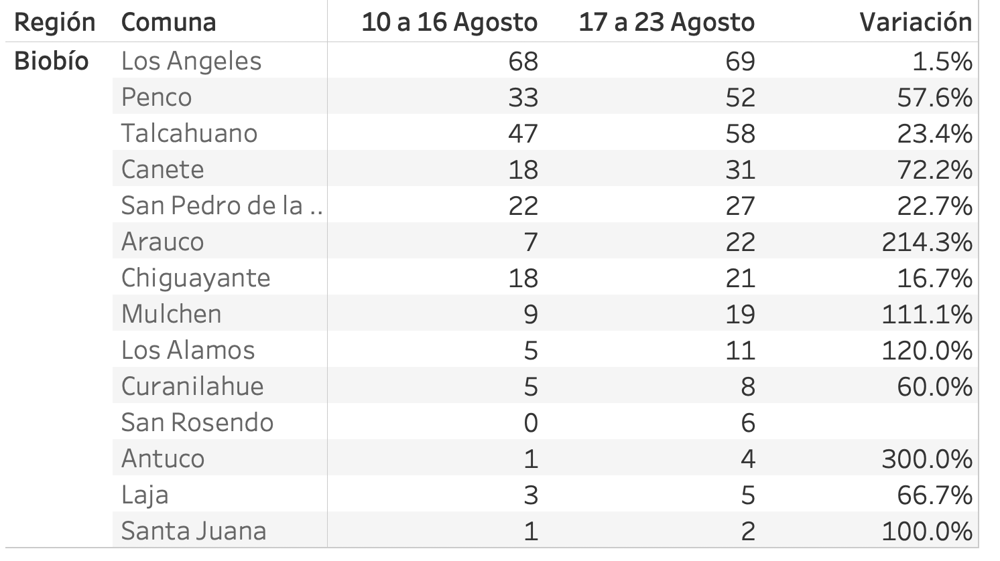 Región Comuna 10 a 16 Agosto 17 a 23 Agosto Variación
Biobío Los Angeles 68 69 1.5%
Penco 33 52 57.6%
Talcahuano 47 58 23.4%
Canete 18 31 72.2%
San Pedro de la .. 22 27 22.7%
Arauco 7 22 214.3%
Chiguayante 18 21 16.7%
Mulchen 9 19 111.1%
Los Alamos 5 11 120.0%
Curanilahue 5 8 60.0%
San Rosendo 0 6
Antuco 1 4 300.0%
Laja 3 5 66.7%
Santa Juana 1 2 100.0%